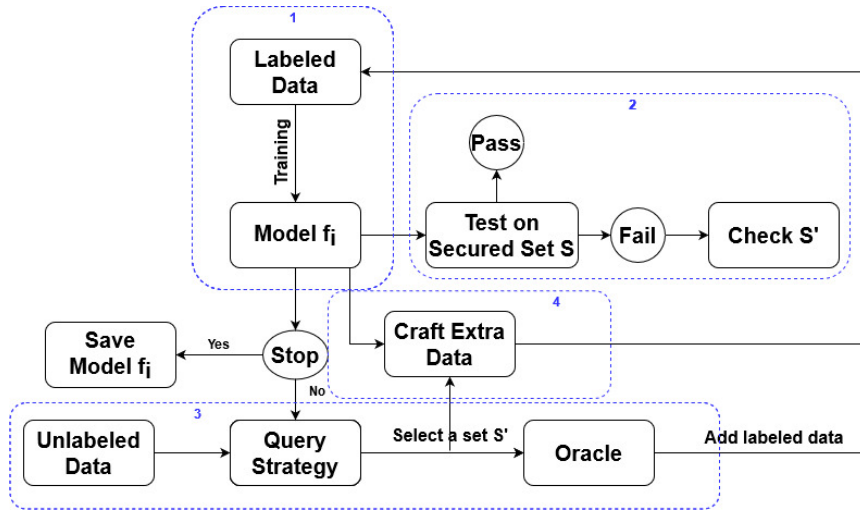 1
Labeled
Data
2
Pass
Training
Model fi
Test on
Secured Set S
Fail
Check S'
4
Save
Model fi
Yes
Stop
Craft Extra
Data
No
3
Unlabeled
Data
Query
Strategy
Select a set S'
Oracle
Add labeled data